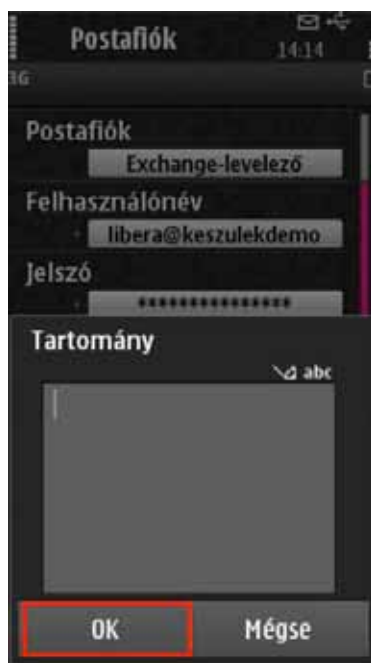 Postafiók
14:14
3G
Postafiók
Exchange-levelező
Felhasználónév
libera@keszulekdemo
Jelszó
***************
Tartomány
abc
OK Mégse